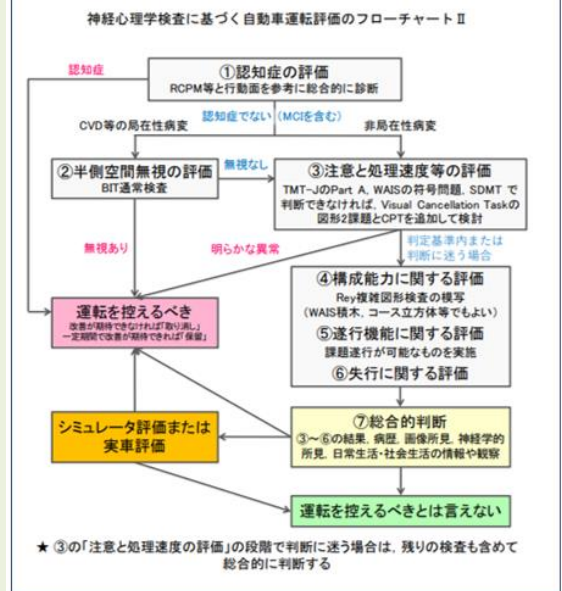 神経心理学検査に基づく自動車運転評価のフローチャートⅡ
認知症
①認知症の評価
RCPM等と行動面を参考に総合的に診断
認知症でない（MCIを含む）
CVD等の局在性病変
非局在性病変
②半側空間無視の評価
BIT通常検査
無視なし
③注意と処理速度等の評価
TMT-JのPart A, WAISの符号問題, SDMT で
判断できなければ, Visual Cancellation Taskの
図形2課題とCPTを追加して検討
無視あり
明らかな異常
判定基準内または
判断に迷う場合
④構成能力に関する評価
Rey複雑図形検査の模写
（WAIS積木, コース立方体等でもよい）
⑤遂行機能に関する評価
課題遂行が可能なものを実施
⑥失行に関する評価
運転を控えるべき
改善が期待できなければ「取り消し」
一定期間で改善が期待できれば「保留」
シミュレータ評価または
実車評価
⑦総合的判断
③～⑥の結果, 病歴, 画像所見, 神経学的
所見, 日常生活・社会生活の情報や観察
運転を控えるべきとは言えない
★ ③の「注意と処理速度の評価」の段階で判断に迷う場合は, 残りの検査も含めて
総合的に判断する